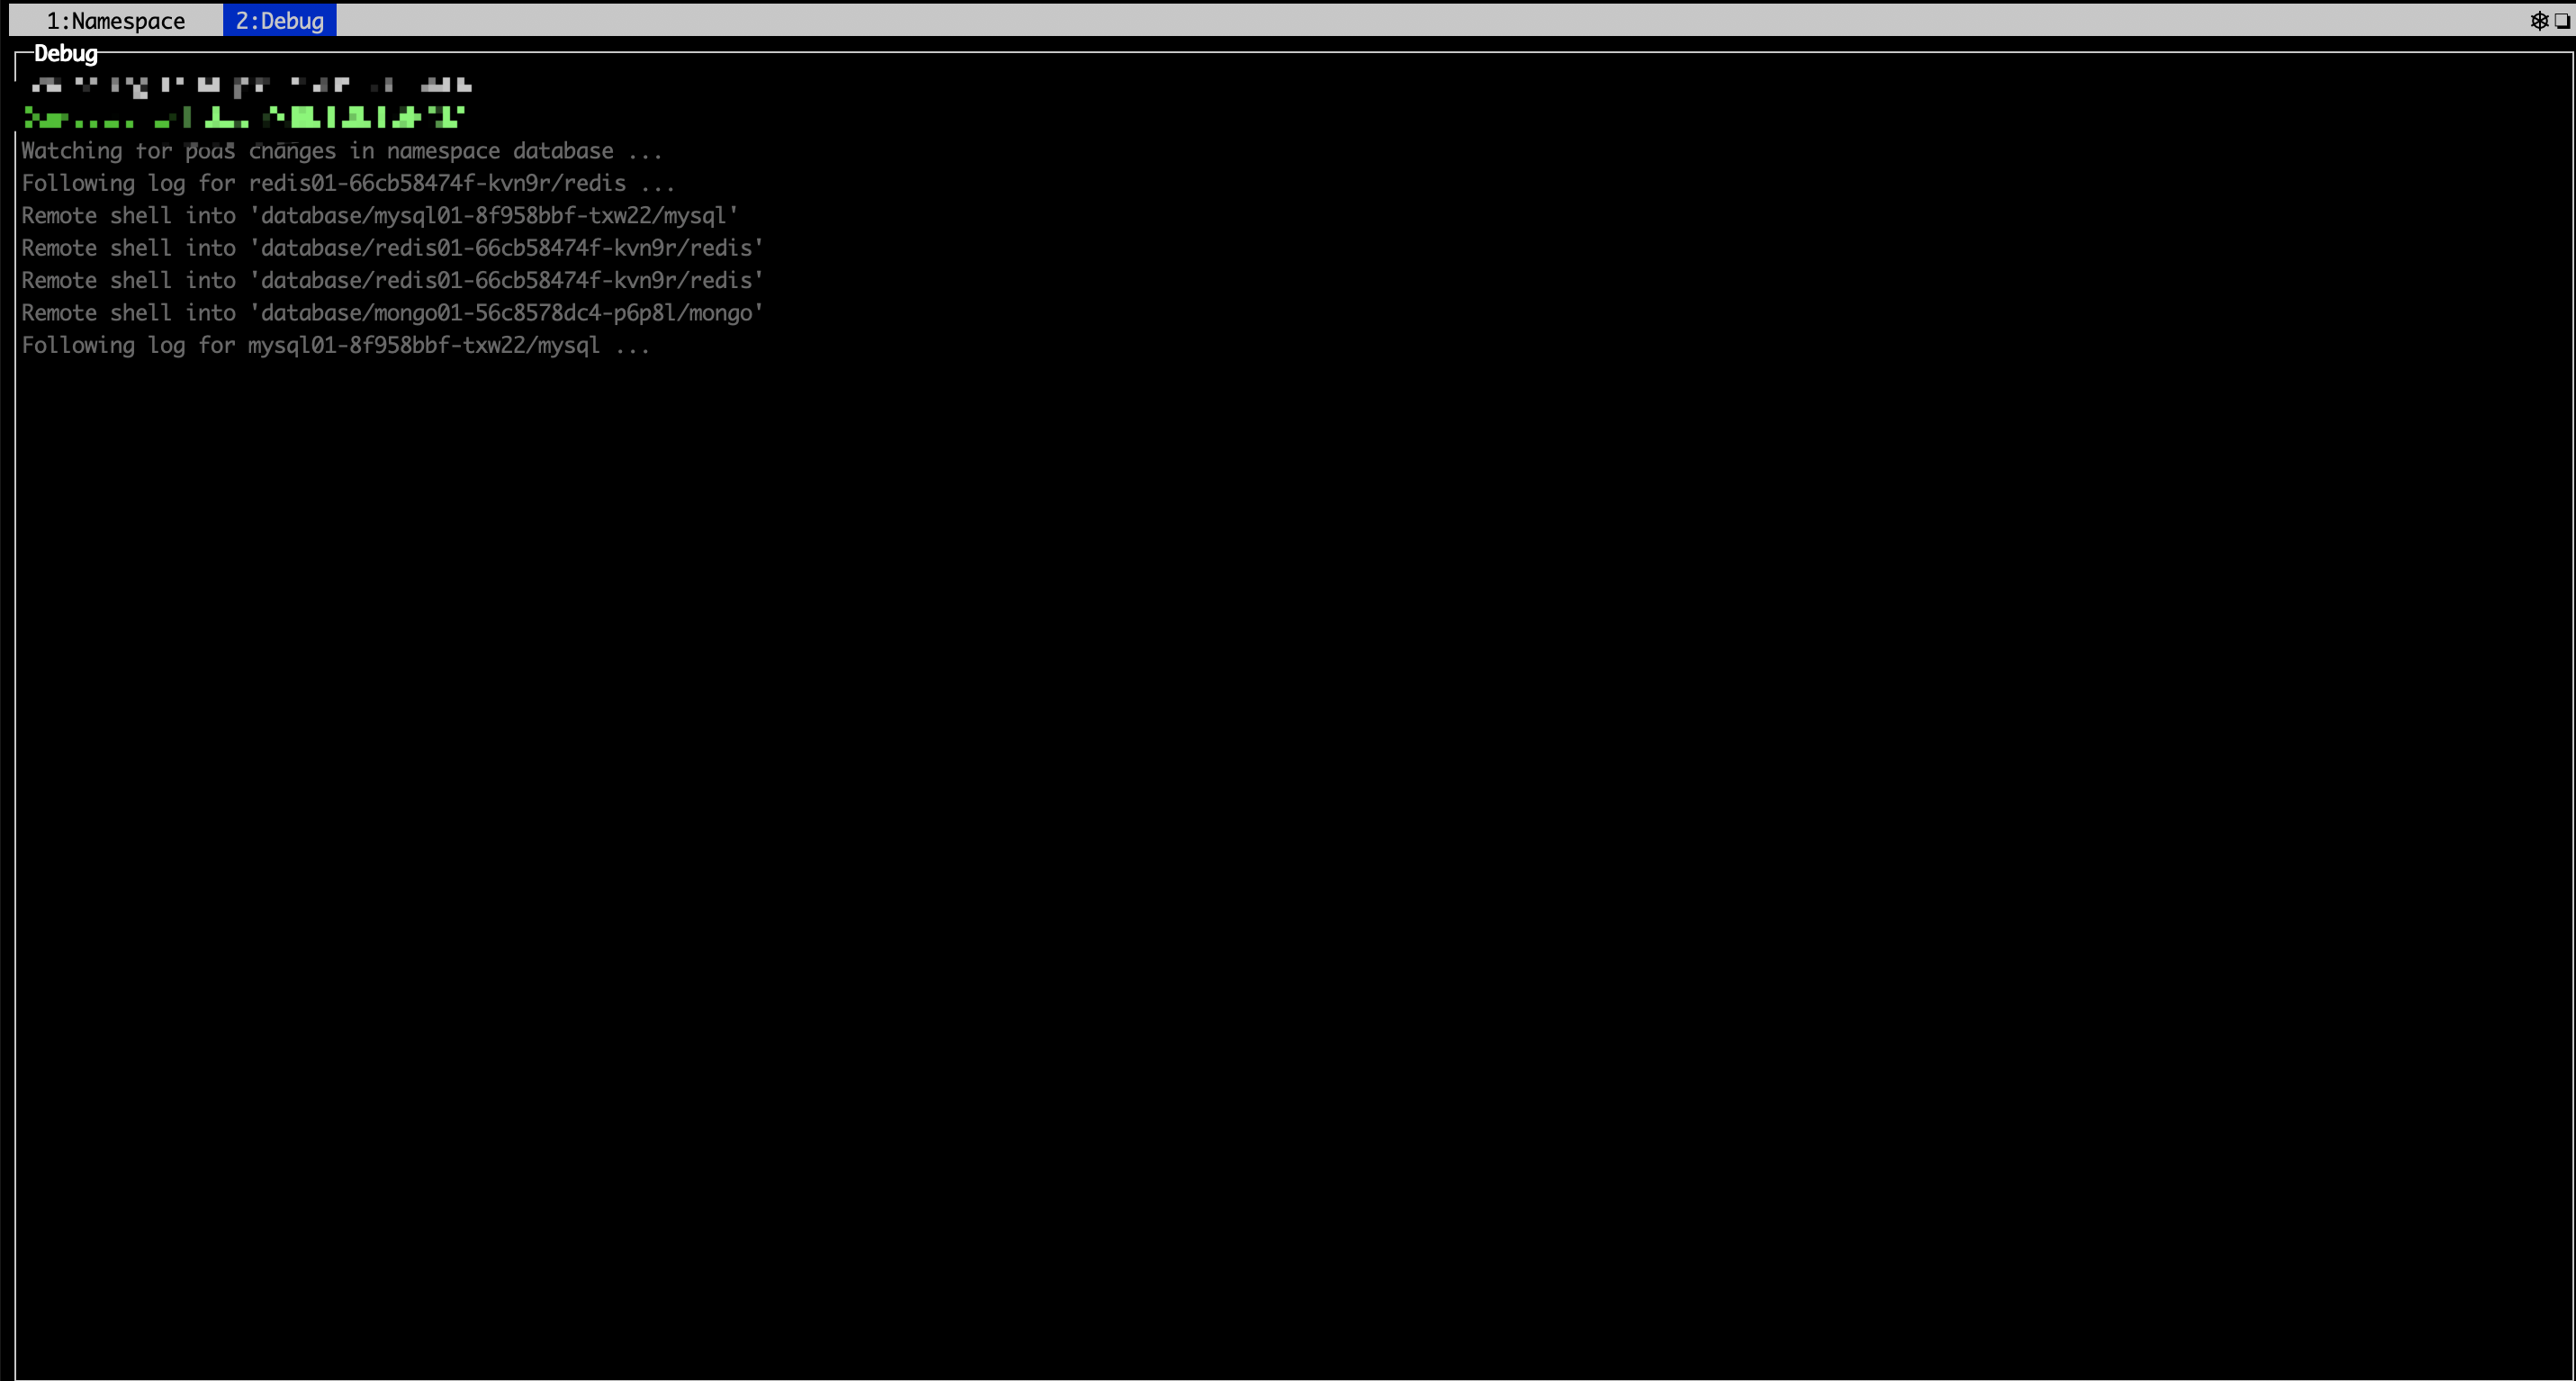 1:Namespace 2:Debug
Debug
Watching for pods changes in namespace database ...
Following log for redis01-66cb58474f-kvn9r/redis ...
Remote shell into 'database/mysql01-8f958bbf-txw22/mysql'
Remote shell into 'database/redis01-66cb58474f-kvn9r/redis'
Remote shell into 'database/redis01-66cb58474f-kvn9r/redis'
Remote shell into 'database/mongo01-56c8578dc4-p6p8l/mongo'
Following log for mysql01-8f958bbf-txw22/mysql ...